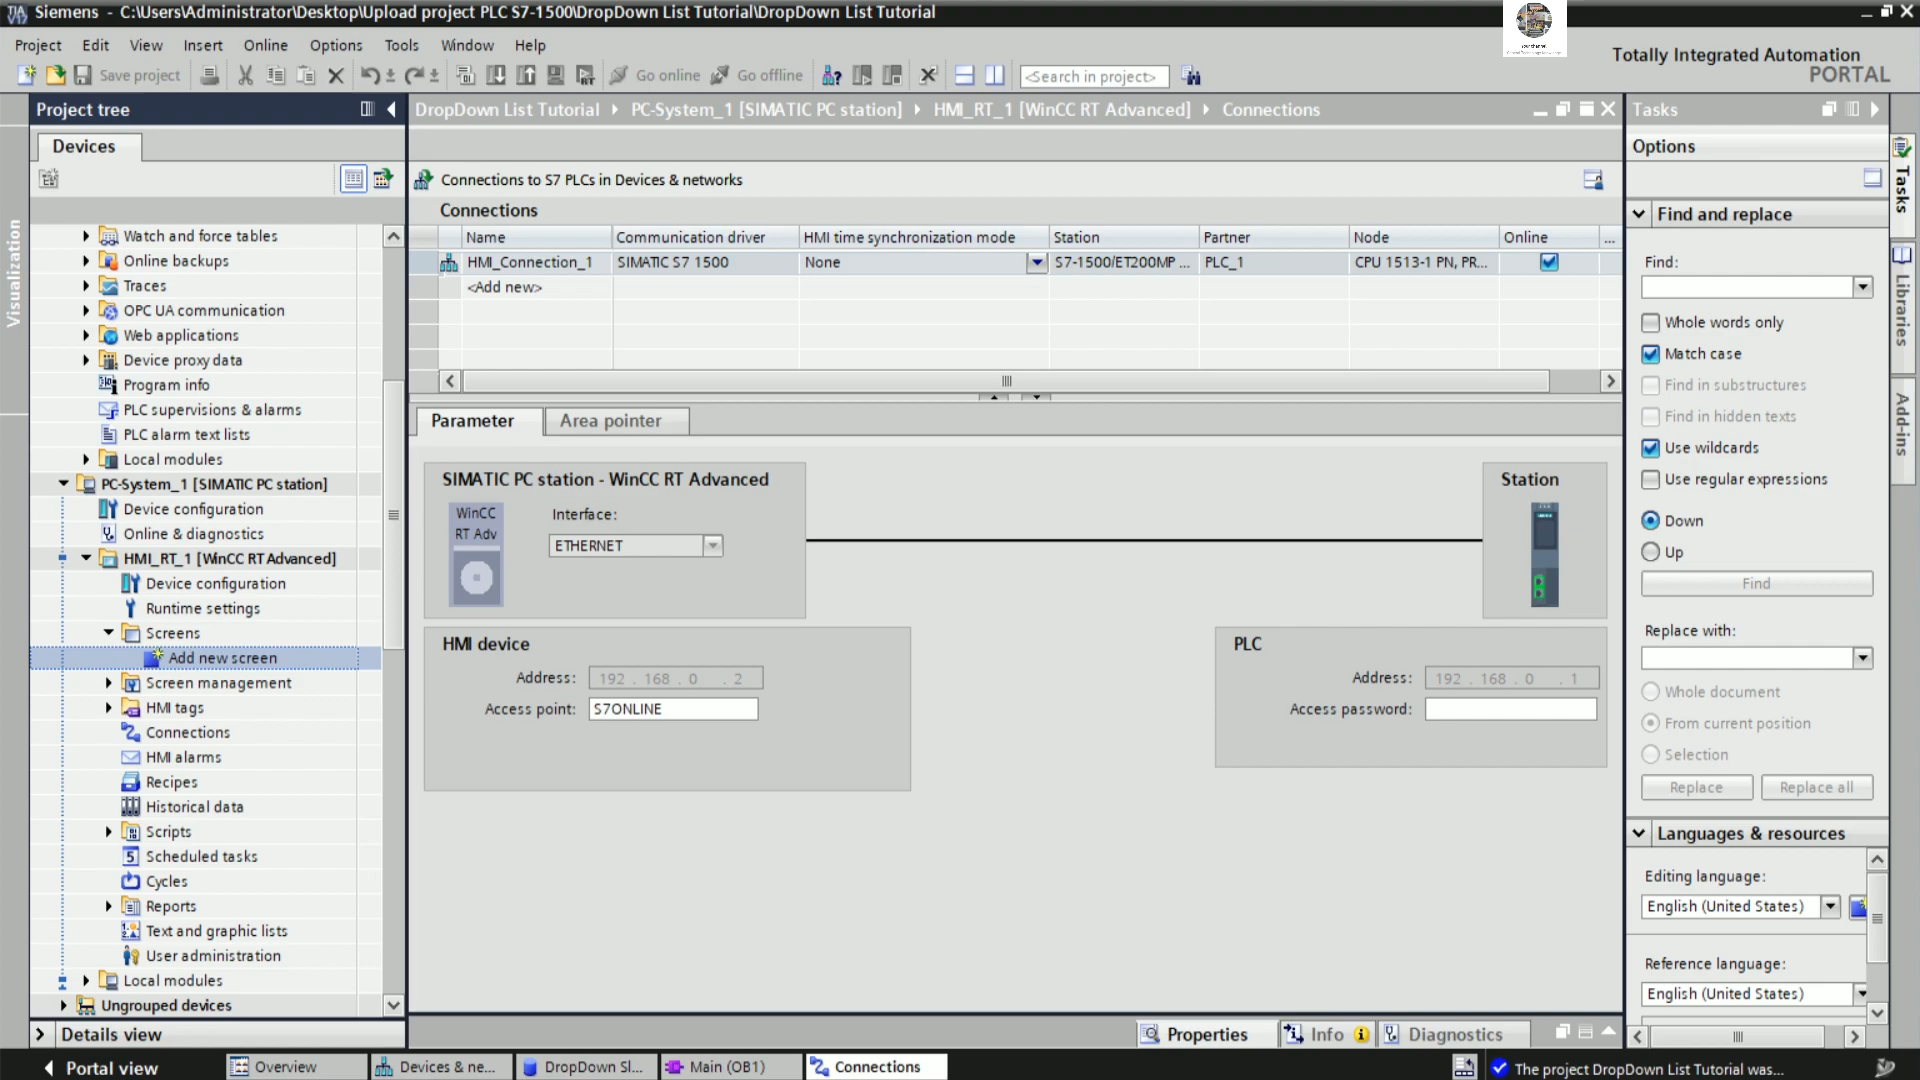 Siemens - C:\Users\Administrator\Desktop\Upload project PLC S7-1500\DropDown List Tutorial\DropDown List Tutorial
Project Edit View Insert Online Options Tools Window Help
Totally Integrated Automation
PORTAL
Save project
Go online
Go offline
<Search in project>
Project tree
DropDown List Tutorial
PC-System_1 [SIMATIC PC station]
HMI_RT_1 [WinCC RT Advanced]
Connections
Tasks
Devices
Options
Visualization
Watch and force tables
Online backups
Traces
OPC UA communication
Web applications
Device proxy data
Program info
PLC supervisions & alarms
PLC alarm text lists
Local modules
PC-System_1 [SIMATIC PC station]
Device configuration
Online & diagnostics
HMI_RT_1 [WinCC RT Advanced]
Device configuration
Runtime settings
Screens
Add new screen
Screen management
HMI tags
Connections
HMI alarms
Recipes
Historical data
Scripts
Scheduled tasks
Cycles
Reports
Text and graphic lists
User administration
Local modules
Ungrouped devices
Details view
Connections to S7 PLCs in Devices & networks
Connections
Name Communication driver HMI time synchronization mode Station Partner Node Online ...
HMI_Connection_1 SIMATIC S7 1500 None S7-1500/ET200MP ... PLC_1 CPU 1513-1 PN, PR...
<Add new>
Parameter Area pointer
SIMATIC PC station - WinCC RT Advanced
WinCC
RT Adv
Interface:
ETHERNET
Station
HMI device
Address: 192 . 168 . 0 . 2
Access point: S7ONLINE
PLC
Address: 192 . 168 . 0 . 1
Access password:
Properties Info Diagnostics
Find and replace
Find:
Whole words only
Match case
Find in substructures
Find in hidden texts
Use wildcards
Use regular expressions
Down
Up
Find
Replace with:
Whole document
From current position
Selection
Replace Replace all
Languages & resources
Editing language:
English (United States)
Reference language:
English (United States)
Tasks
Libraries
Add-ins
Portal view
Overview
Devices & ne...
DropDown Sl...
Main (OB1)
Connections
The project DropDown List Tutorial was...